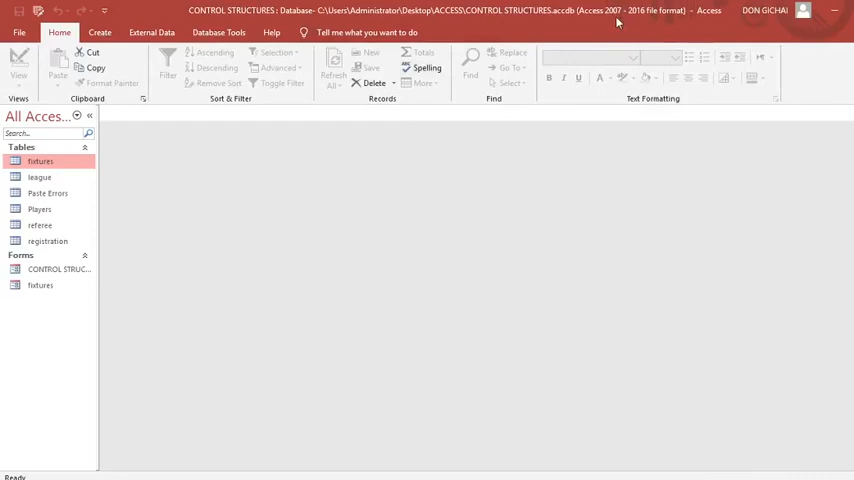 CONTROL STRUCTURES : Database- C:\Users\Administrator\Desktop\ACCESS\CONTROL STRUCTURES.accdb (Access 2007 - 2016 file format) - Access
DON GICHAI
File Home Create External Data Database Tools Help Tell me what you want to do
View
Views
Paste
Cut
Copy
Format Painter
Clipboard
Filter
Ascending
Descending
Remove Sort
Selection
Advanced
Toggle Filter
Sort & Filter
Refresh
All
New
Save
Delete
Totals
Spelling
More
Records
Find
Replace
Go To
Select
Find
B I U
A
Text Formatting
All Acces...
Search...
Tables
fixtures
league
Paste Errors
Players
referee
registration
Forms
CONTROL STRUC...
fixtures
Ready